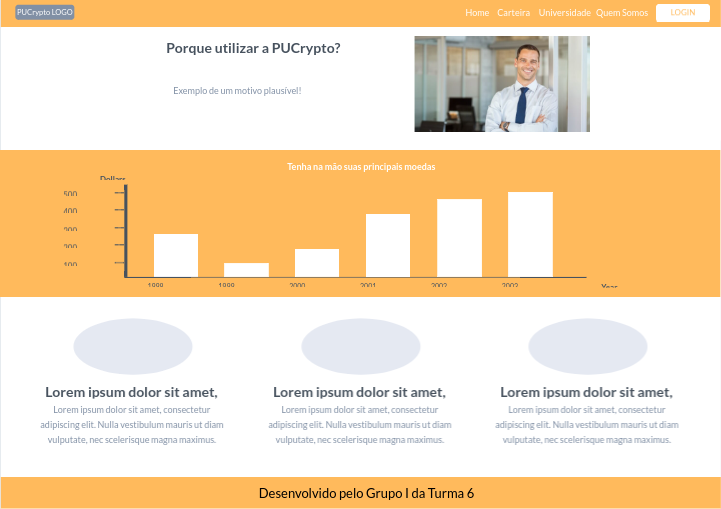 PUCrypto LOGO
Home Carteira Universidade Quem Somos LOGIN
Porque utilizar a PUCrypto?
Exemplo de um motivo plausível!
Tenha na mão suas principais moedas
Dollars
500
400
300
200
100
1998 1999 2000 2001 2002 2003 Year
Lorem ipsum dolor sit amet,
Lorem ipsum dolor sit amet, consectetur
adipiscing elit. Nulla vestibulum mauris ut diam
vulputate, nec scelerisque magna maximus.
Lorem ipsum dolor sit amet,
Lorem ipsum dolor sit amet, consectetur
adipiscing elit. Nulla vestibulum mauris ut diam
vulputate, nec scelerisque magna maximus.
Lorem ipsum dolor sit amet,
Lorem ipsum dolor sit amet, consectetur
adipiscing elit. Nulla vestibulum mauris ut diam
vulputate, nec scelerisque magna maximus.
Desenvolvido pelo Grupo I da Turma 6